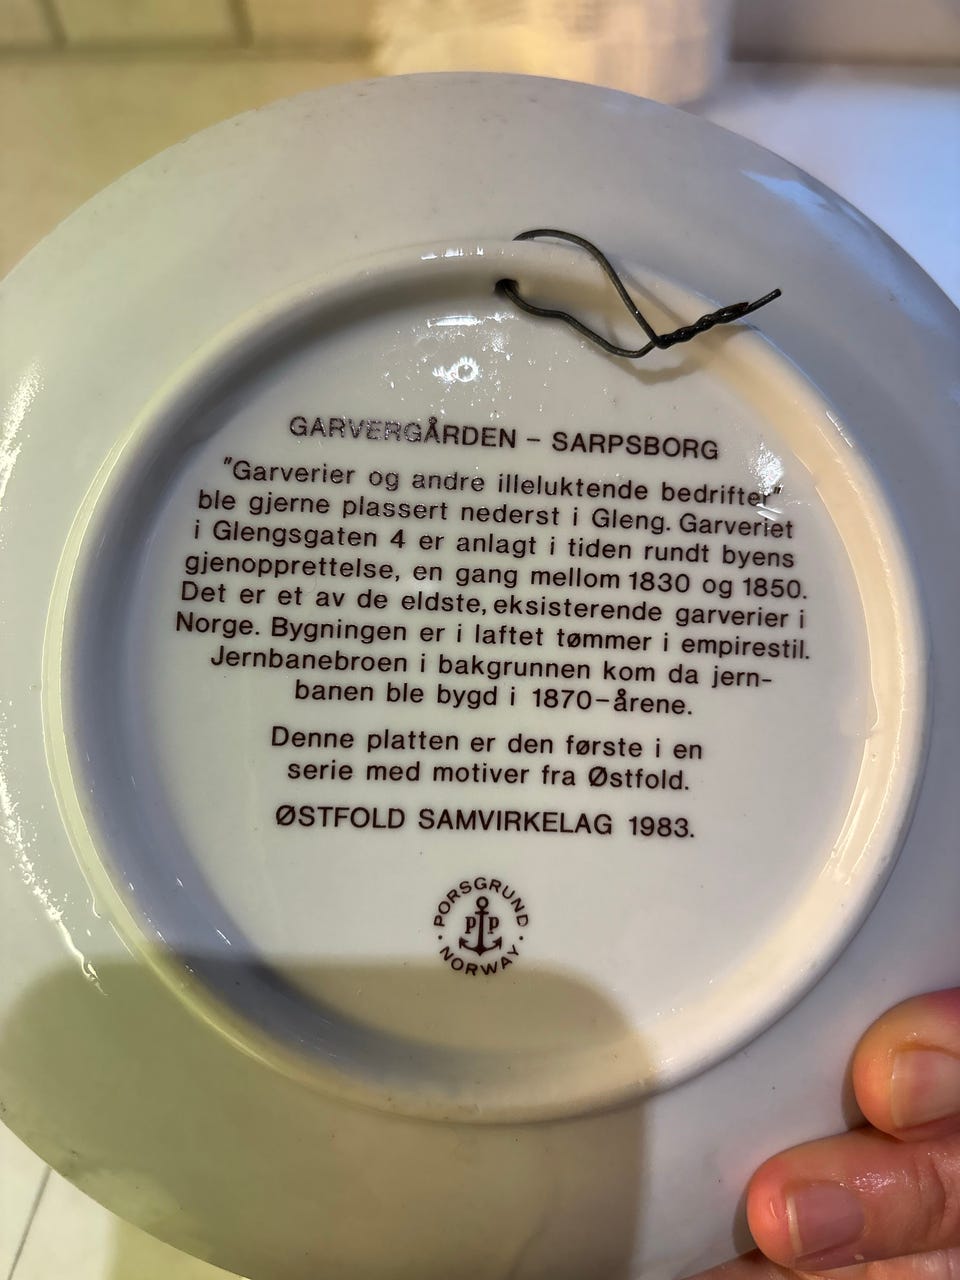 GARVERGÅRDEN – SARPSBORG
"Garverier og andre illeluktende bedrifter"
ble gjerne plassert nederst i Gleng. Garveriet
i Glengsgaten 4 er anlagt i tiden rundt byens
gjenopprettelse, en gang mellom 1830 og 1850.
Det er et av de eldste, eksisterende garverier i
Norge. Bygningen er i laftet tømmer i empirestil.
Jernbanebroen i bakgrunnen kom da jern-
banen ble bygd i 1870-årene.
Denne platten er den første i en
serie med motiver fra Østfold.
ØSTFOLD SAMVIRKELAG 1983.
PORSGRUND
PP
· NORWAY ·